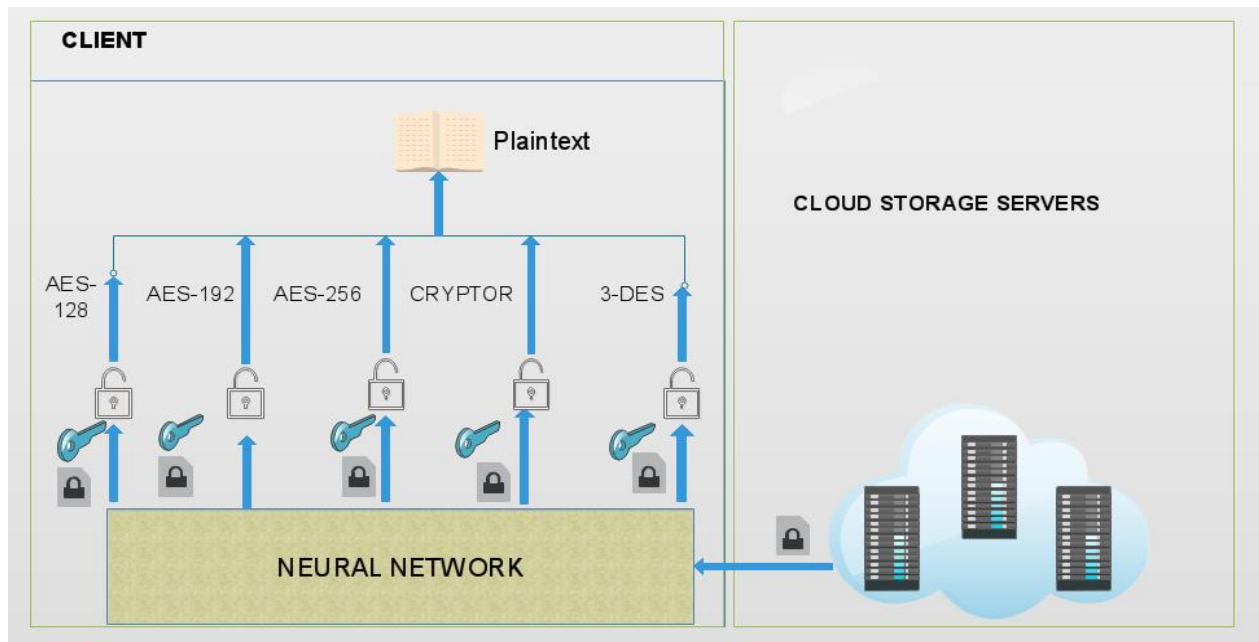 CLIENT
Plaintext
CLOUD STORAGE SERVERS
AES-
128
AES-192
AES-256
CRYPTOR
3-DES
NEURAL NETWORK